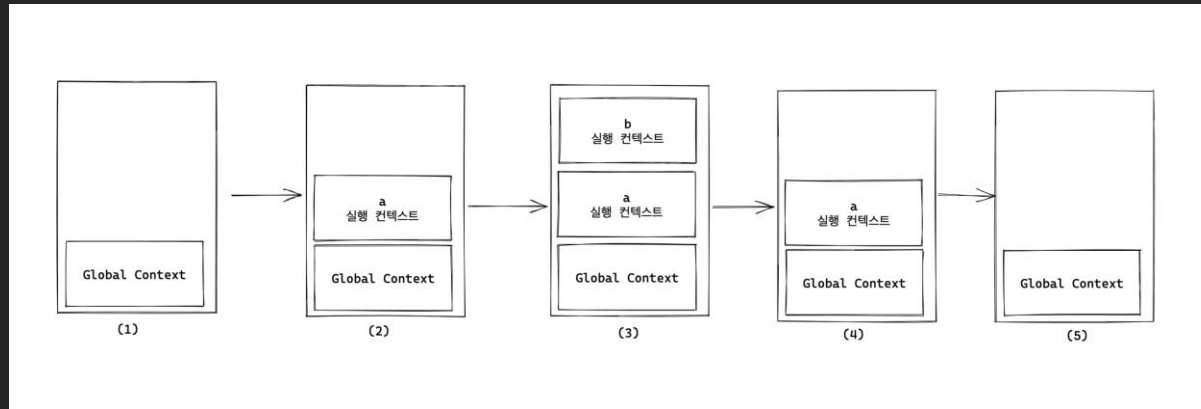 Global Context
(1)
a
실행 컨텍스트
Global Context
(2)
b
실행 컨텍스트
a
실행 컨텍스트
Global Context
(3)
a
실행 컨텍스트
Global Context
(4)
Global Context
(5)